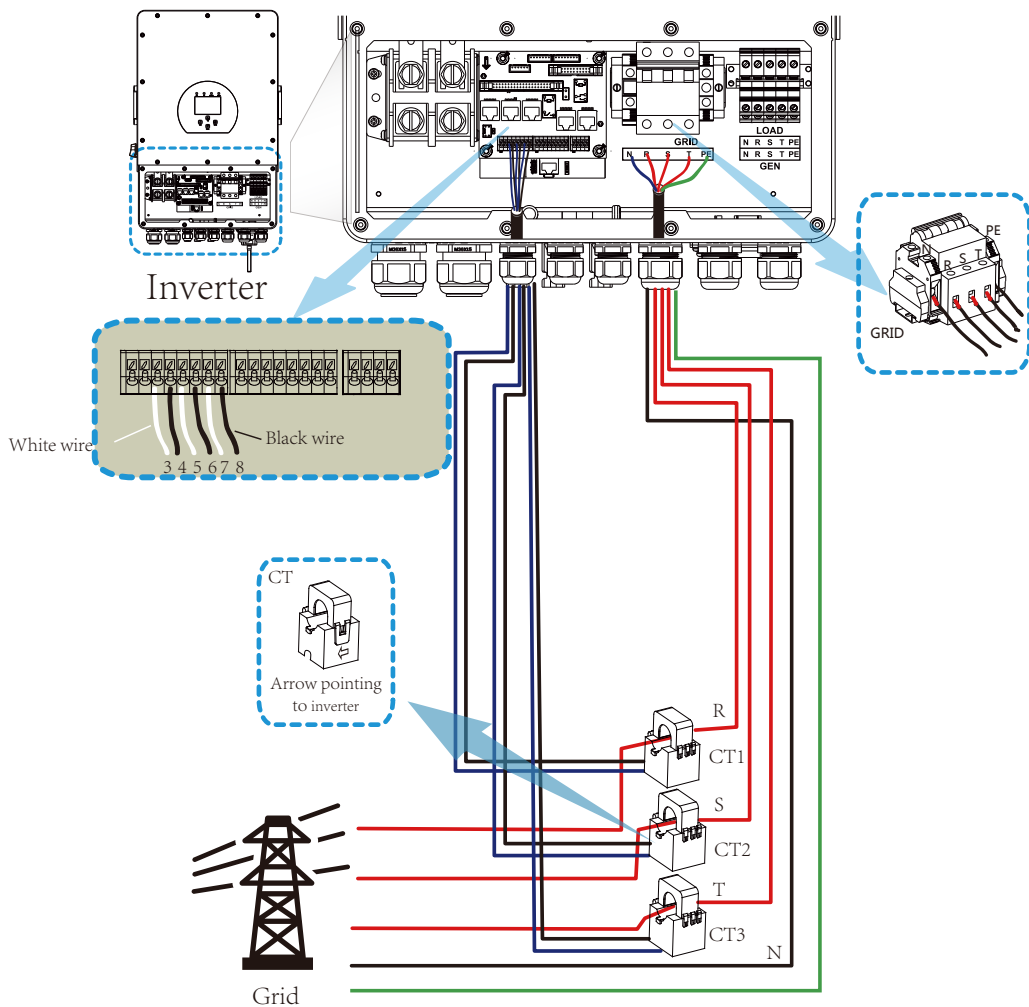 LOAD
GRID
N R S T PE
N R S T PE
GEN
Inverter
PE
R S T
GRID
White wire
Black wire
3 4 5 6 7 8
CT
Arrow pointing
to inverter
R
CT1
S
CT2
T
CT3
N
Grid